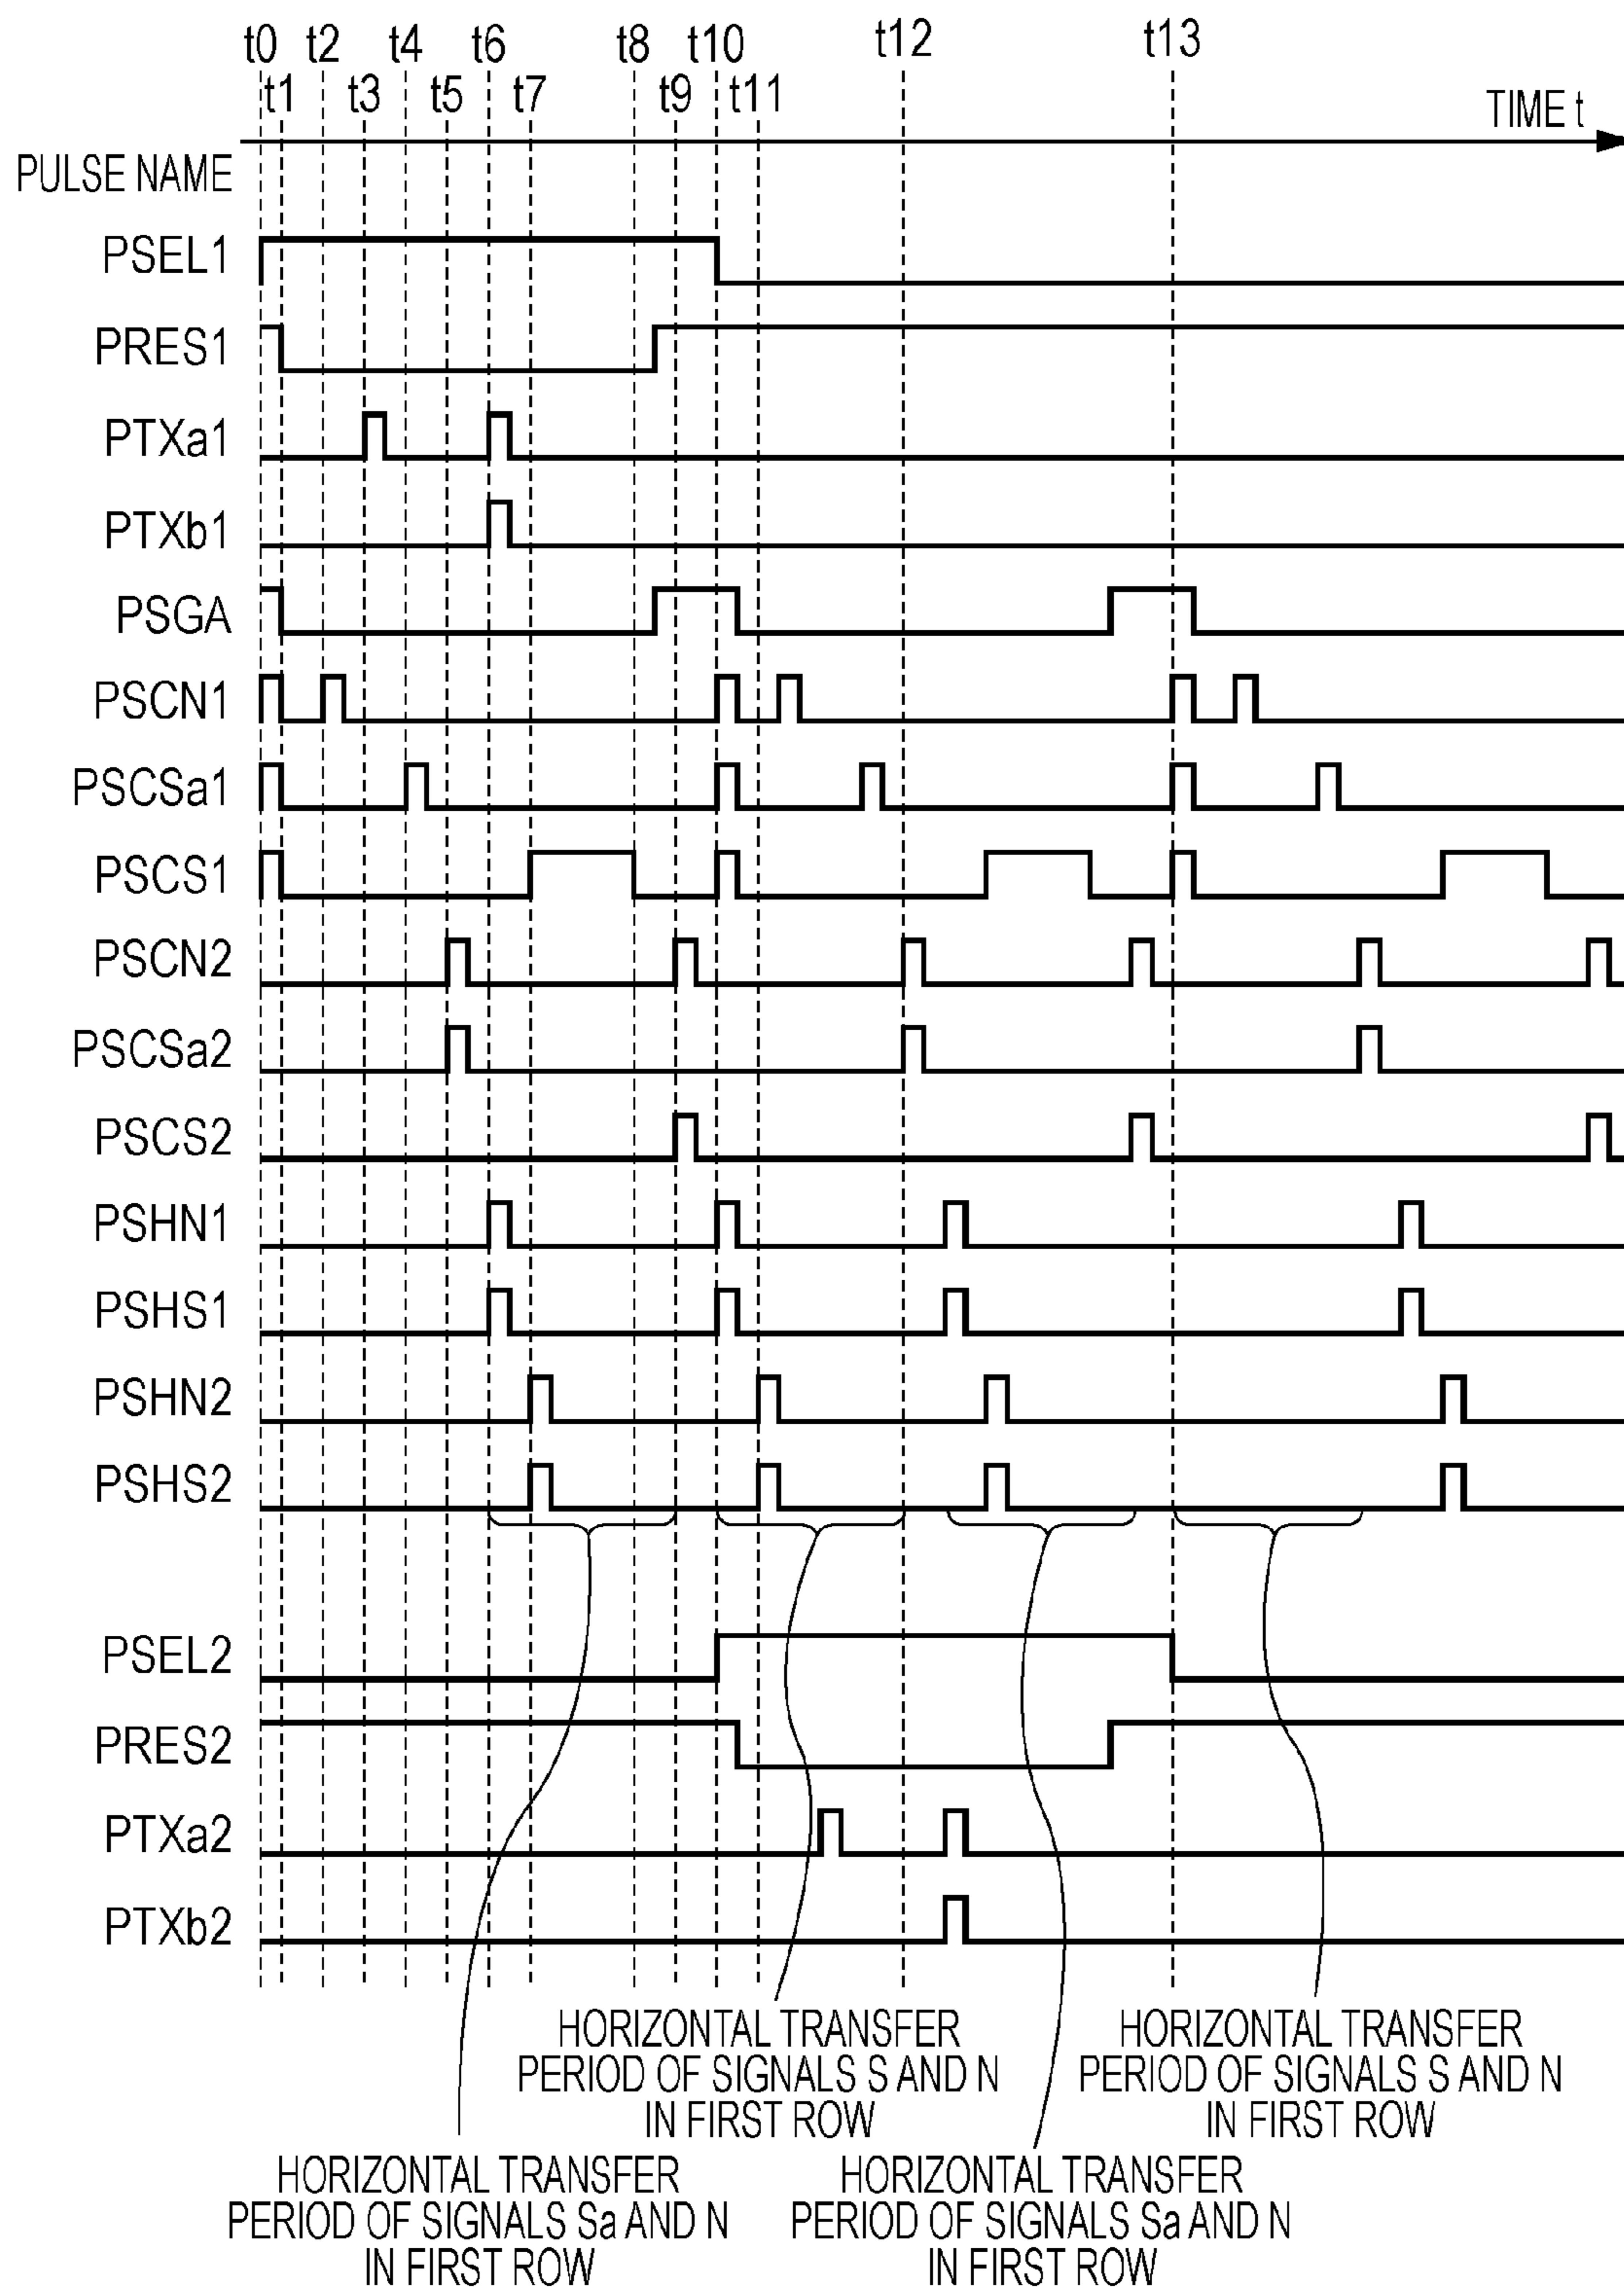 t0 t2 t4 t6 t8 t10 t12 t13
t1 t3 t5 t7 t9 t11
TIME t
PULSE NAME
PSEL1
PRES1
PTXa1
PTXb1
PSGA
PSCN1
PSCSa1
PSCS1
PSCN2
PSCSa2
PSCS2
PSHN1
PSHS1
PSHN2
PSHS2
PSEL2
PRES2
PTXa2
PTXb2
HORIZONTAL TRANSFER
PERIOD OF SIGNALS S AND N
IN FIRST ROW
HORIZONTAL TRANSFER
PERIOD OF SIGNALS S AND N
IN FIRST ROW
HORIZONTAL TRANSFER
PERIOD OF SIGNALS Sa AND N
IN FIRST ROW
HORIZONTAL TRANSFER
PERIOD OF SIGNALS Sa AND N
IN FIRST ROW